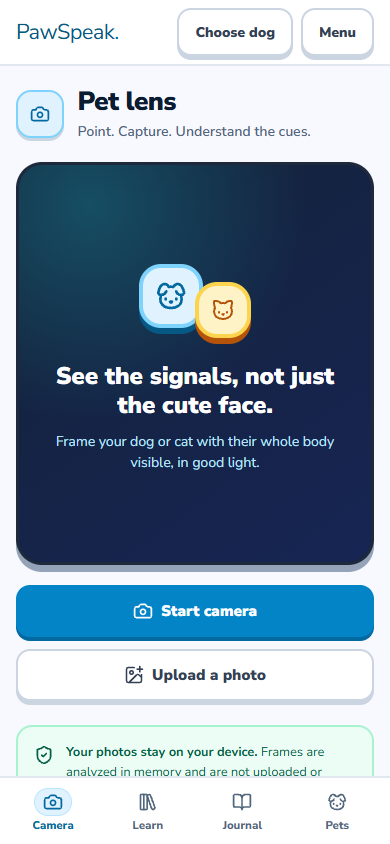 PawSpeak.
Choose dog
Menu
Pet lens
Point. Capture. Understand the cues.
See the signals, not just
the cute face.
Frame your dog or cat with their whole body
visible, in good light.
Start camera
Upload a photo
Your photos stay on your device. Frames are
analyzed in memory and are not uploaded or
Camera
Learn
Journal
Pets